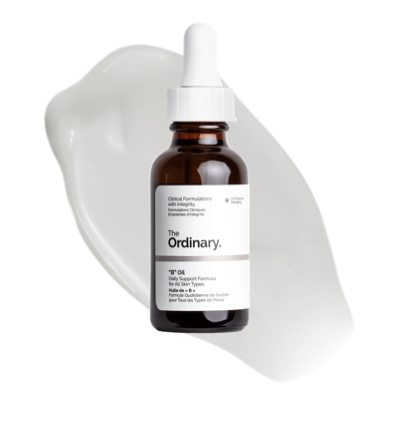 Clinical Formulations
with Integrity.
Formulations Cliniques
Empreintes d'Intégrité.
The
Ordinary.
"B" Oil
Daily Support Formula
for All Skin Types.
Huile de « B »
Formule Quotidienne de Soutien
pour Tous les Types de Peaux.